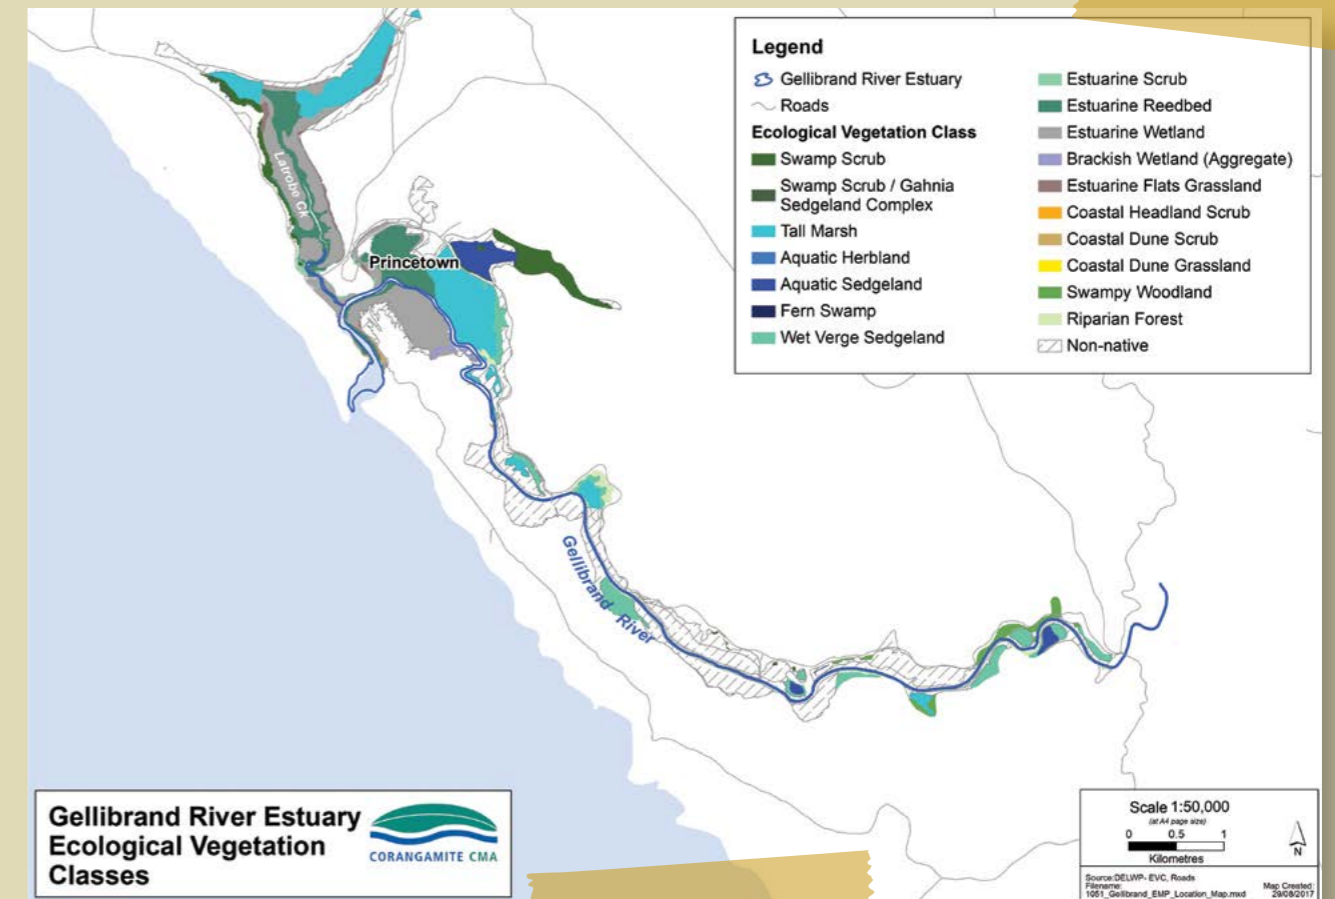 Legend
Gellibrand River Estuary
Roads
Ecological Vegetation Class
Swamp Scrub
Swamp Scrub / Gahnia
Sedgeland Complex
Tall Marsh
Aquatic Herbland
Aquatic Sedgeland
Fern Swamp
Wet Verge Sedgeland
Estuarine Scrub
Estuarine Reedbed
Estuarine Wetland
Brackish Wetland (Aggregate)
Estuarine Flats Grassland
Coastal Headland Scrub
Coastal Dune Scrub
Coastal Dune Grassland
Swampy Woodland
Riparian Forest
Non-native
Latrobe Ck
Princetown
Gellibrand River
Gellibrand River Estuary
Ecological Vegetation
Classes
CORANGAMITE CMA
Scale 1:50,000
(at A4 page size)
0 0.5 1
Kilometres
N
Source:DELWP- EVC, Roads
Filename:
1051_Gellibrand_EMP_Location_Map.mxd
Map Created:
29/08/2017